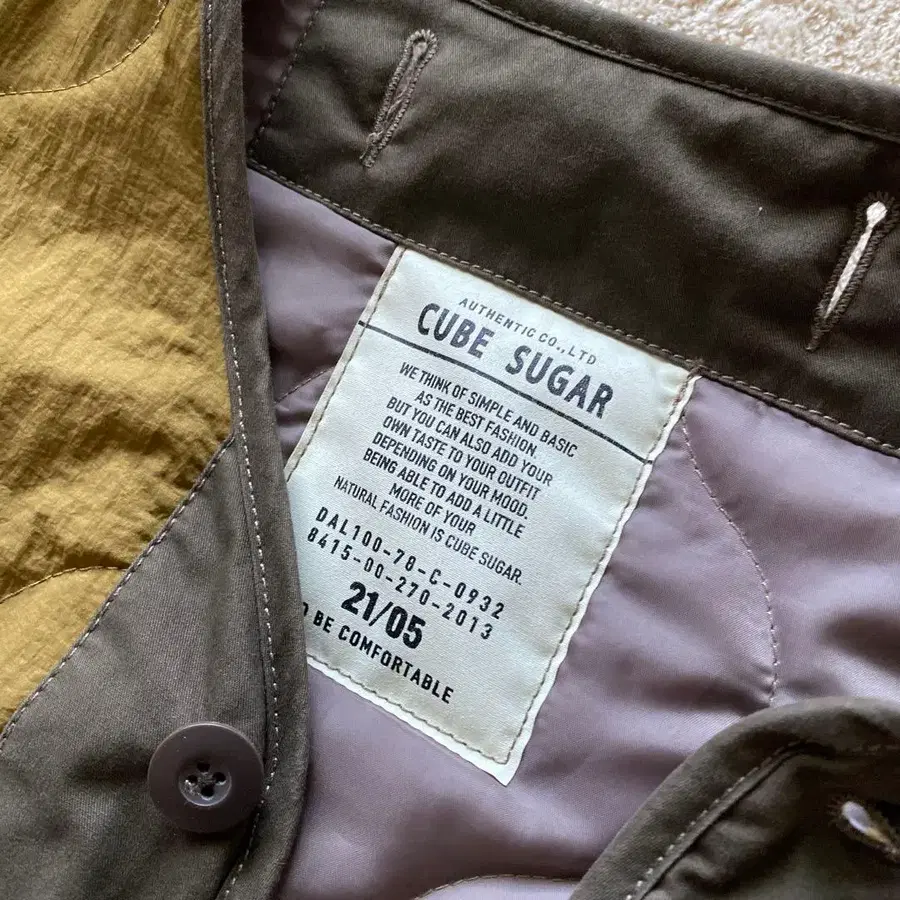 AUTHENTIC CO.,LTD
CUBE SUGAR
WE THINK OF SIMPLE AND BASIC
AS THE BEST FASHION.
BUT YOU CAN ALSO ADD YOUR
OWN TASTE TO YOUR OUTFIT
DEPENDING ON YOUR MOOD.
BEING ABLE TO ADD A LITTLE
MORE OF YOUR
NATURAL FASHION IS CUBE SUGAR.
DAL100-78-C-0932
8415-00-270-2013
21/05
BE COMFORTABLE